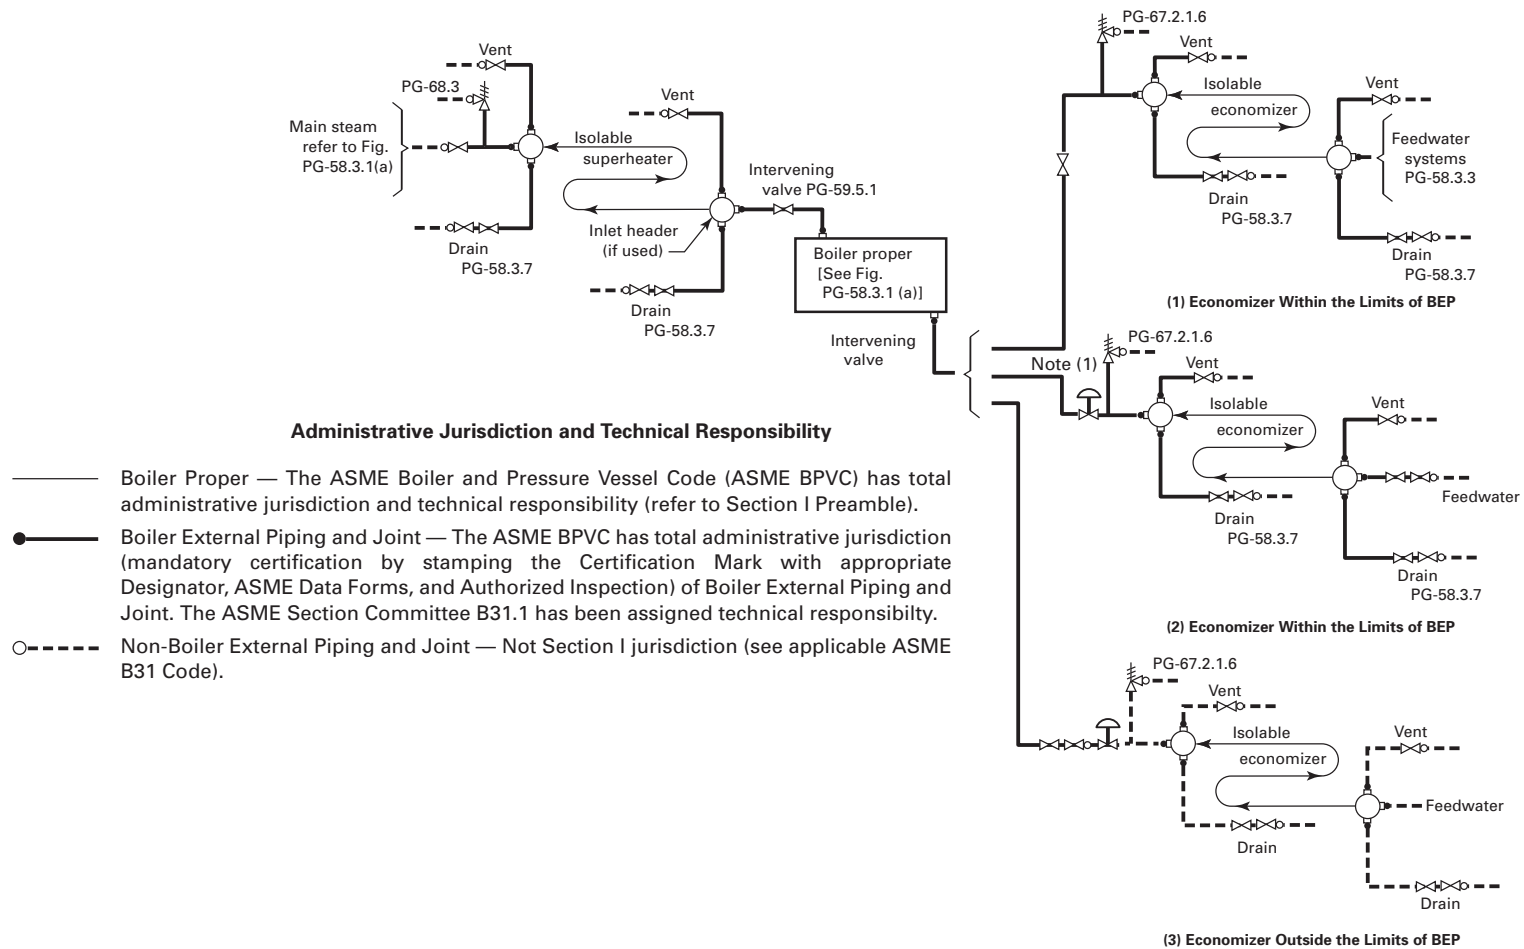 PG-67.2.1.6
Vent
Vent
PG-68.3
Main steam
refer to Fig.
PG-58.3.1(a)
Drain
PG-58.3.7
Isolable
superheater
Vent
Intervening
valve PG-59.5.1
Inlet header
(if used)
Drain
PG-58.3.7
Boiler proper
[See Fig.
PG-58.3.1 (a)]
Intervening
valve
Isolable
economizer
Vent
Feedwater
systems
PG-58.3.3
Drain
PG-58.3.7
Drain
PG-58.3.7
(1) Economizer Within the Limits of BEP
Note (1)
PG-67.2.1.6
Vent
Isolable
economizer
Vent
Feedwater
Drain
PG-58.3.7
Drain
PG-58.3.7
(2) Economizer Within the Limits of BEP
PG-67.2.1.6
Vent
Isolable
economizer
Vent
Feedwater
Drain
Drain
(3) Economizer Outside the Limits of BEP
Administrative Jurisdiction and Technical Responsibility
Boiler Proper — The ASME Boiler and Pressure Vessel Code (ASME BPVC) has total
administrative jurisdiction and technical responsibility (refer to Section I Preamble).
Boiler External Piping and Joint — The ASME BPVC has total administrative jurisdiction
(mandatory certification by stamping the Certification Mark with appropriate
Designator, ASME Data Forms, and Authorized Inspection) of Boiler External Piping and
Joint. The ASME Section Committee B31.1 has been assigned technical responsibilty.
Non-Boiler External Piping and Joint — Not Section I jurisdiction (see applicable ASME
B31 Code).